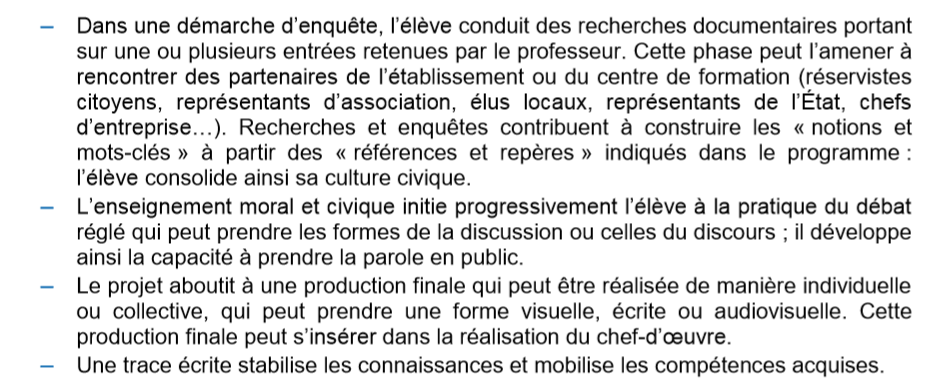 – Dans une démarche d’enquête, l’élève conduit des recherches documentaires portant
sur une ou plusieurs entrées retenues par le professeur. Cette phase peut l’amener à
rencontrer des partenaires de l’établissement ou du centre de formation (réservistes
citoyens, représentants d’association, élus locaux, représentants de l’État, chefs
d’entreprise…). Recherches et enquêtes contribuent à construire les « notions et
mots-clés » à partir des « références et repères » indiqués dans le programme :
l’élève consolide ainsi sa culture civique.
– L’enseignement moral et civique initie progressivement l’élève à la pratique du débat
réglé qui peut prendre les formes de la discussion ou celles du discours ; il développe
ainsi la capacité à prendre la parole en public.
– Le projet aboutit à une production finale qui peut être réalisée de manière individuelle
ou collective, qui peut prendre une forme visuelle, écrite ou audiovisuelle. Cette
production finale peut s’insérer dans la réalisation du chef-d’œuvre.
– Une trace écrite stabilise les connaissances et mobilise les compétences acquises.